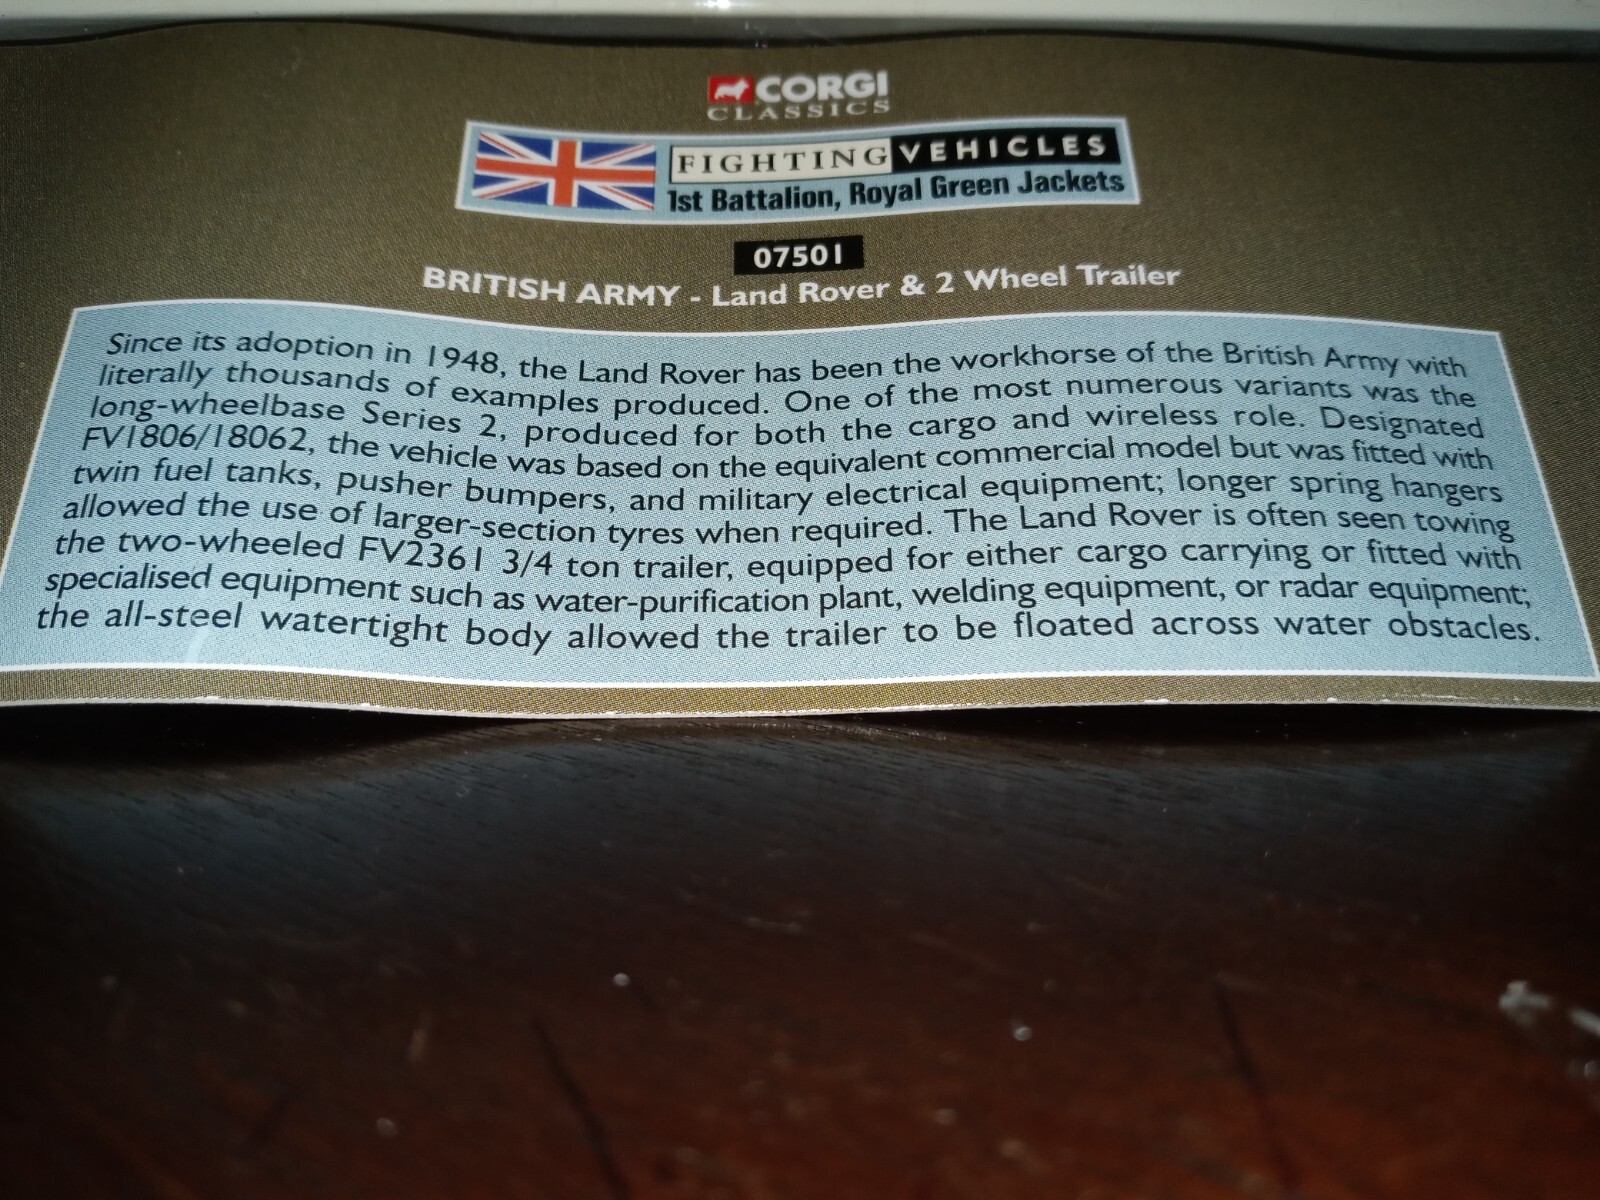 CORGI
CLASSICS
FIGHTING VEHICLES
1st Battalion, Royal Green Jackets
07501
BRITISH ARMY - Land Rover & 2 Wheel Trailer
Since its adoption in 1948, the Land Rover has been the workhorse of the British Army with
literally thousands of examples produced. One of the most numerous variants was the
long-wheelbase Series 2, produced for both the cargo and wireless role. Designated
FV1806/18062, the vehicle was based on the equivalent commercial model but was fitted with
twin fuel tanks, pusher bumpers, and military electrical equipment; longer spring hangers
allowed the use of larger-section tyres when required. The Land Rover is often seen towing
the two-wheeled FV2361 3/4 ton trailer, equipped for either cargo carrying or fitted with
specialised equipment such as water-purification plant, welding equipment, or radar equipment;
the all-steel watertight body allowed the trailer to be floated across water obstacles.